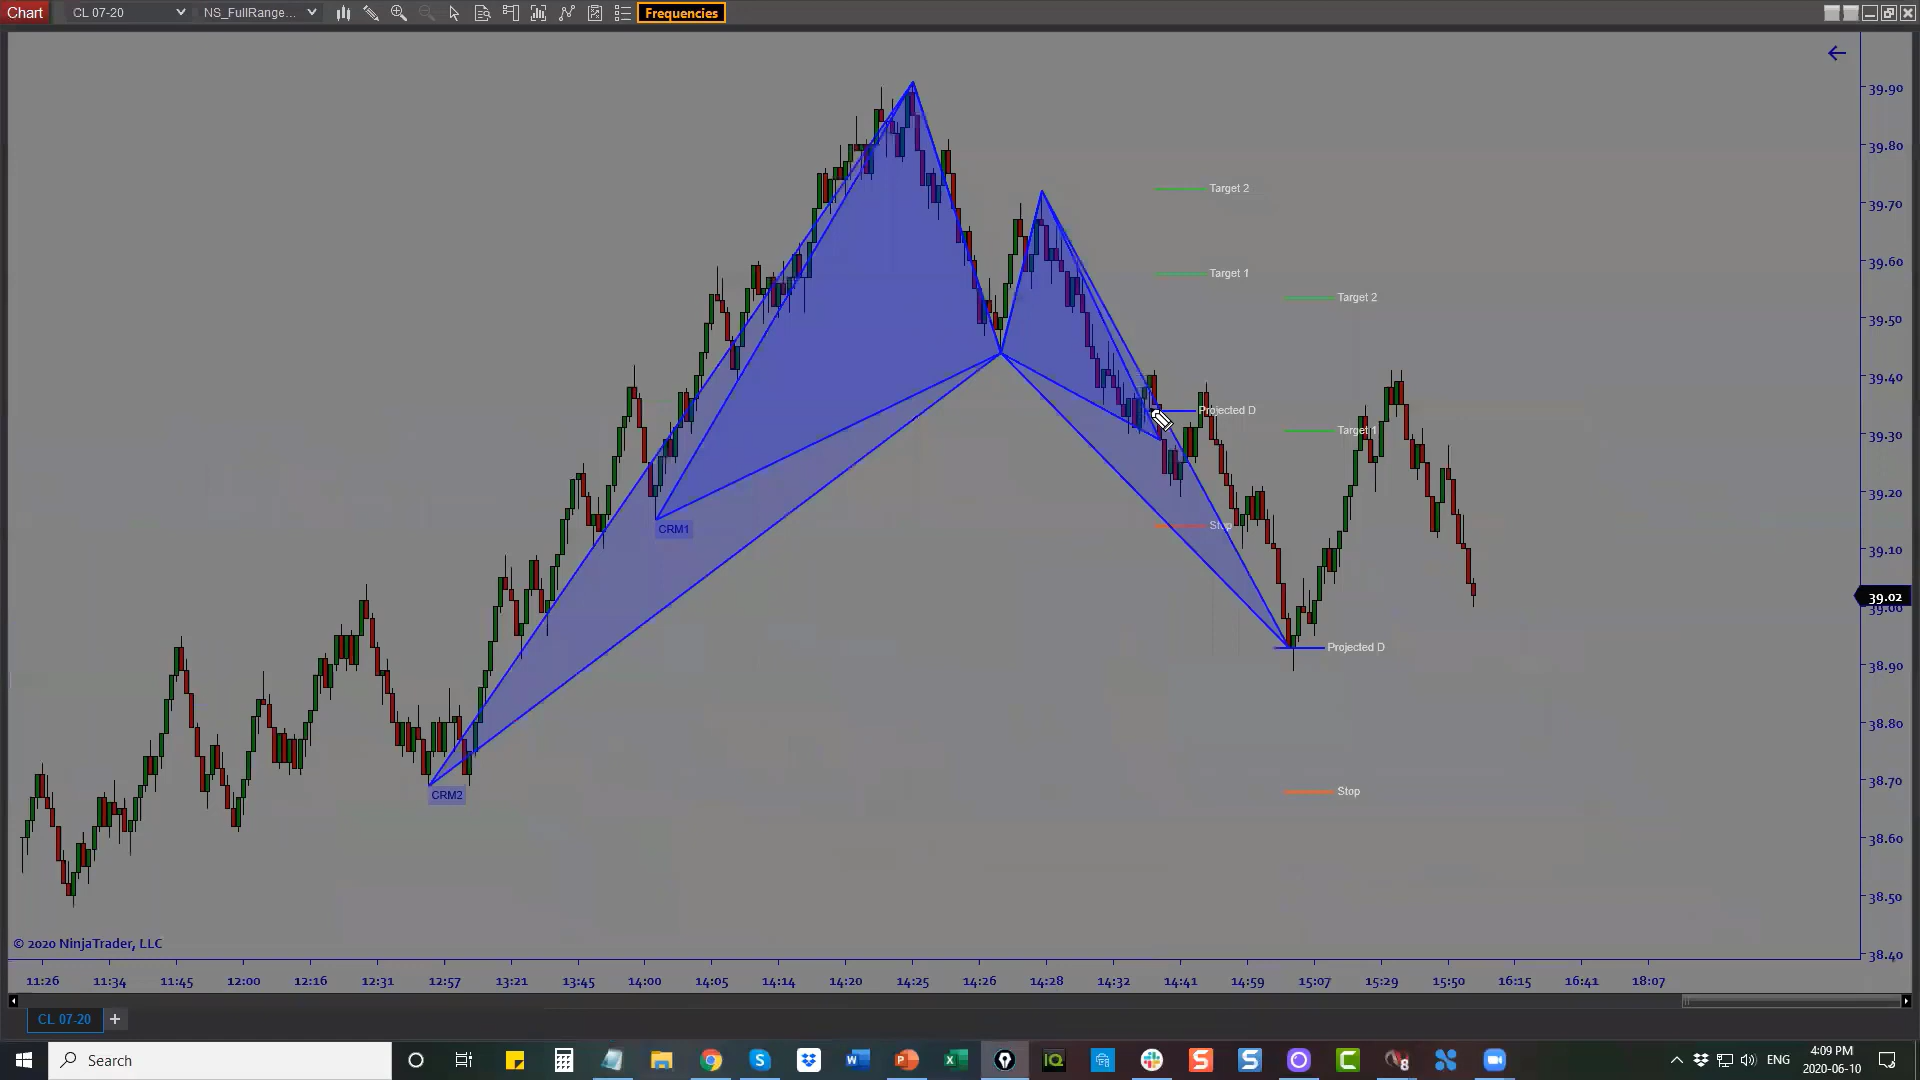 Chart
CL 07-20
NS_FullRange...
Frequencies
39.90
39.80
Target 2
39.70
Target 1
39.60
Target 2
39.50
39.40
Projected D
Target 1
39.30
39.20
CRM1
Stop
39.10
39.02
39.00
Projected D
38.90
38.80
CRM2
Stop
38.70
38.60
38.50
© 2020 NinjaTrader, LLC
38.40
11:26 11:34 11:45 12:00 12:16 12:31 12:57 13:21 13:45 14:00 14:05 14:14 14:20 14:25 14:26 14:28 14:32 14:41 14:59 15:07 15:29 15:50 16:15 16:41 18:07
CL 07-20
Search
ENG
4:09 PM
2020-06-10